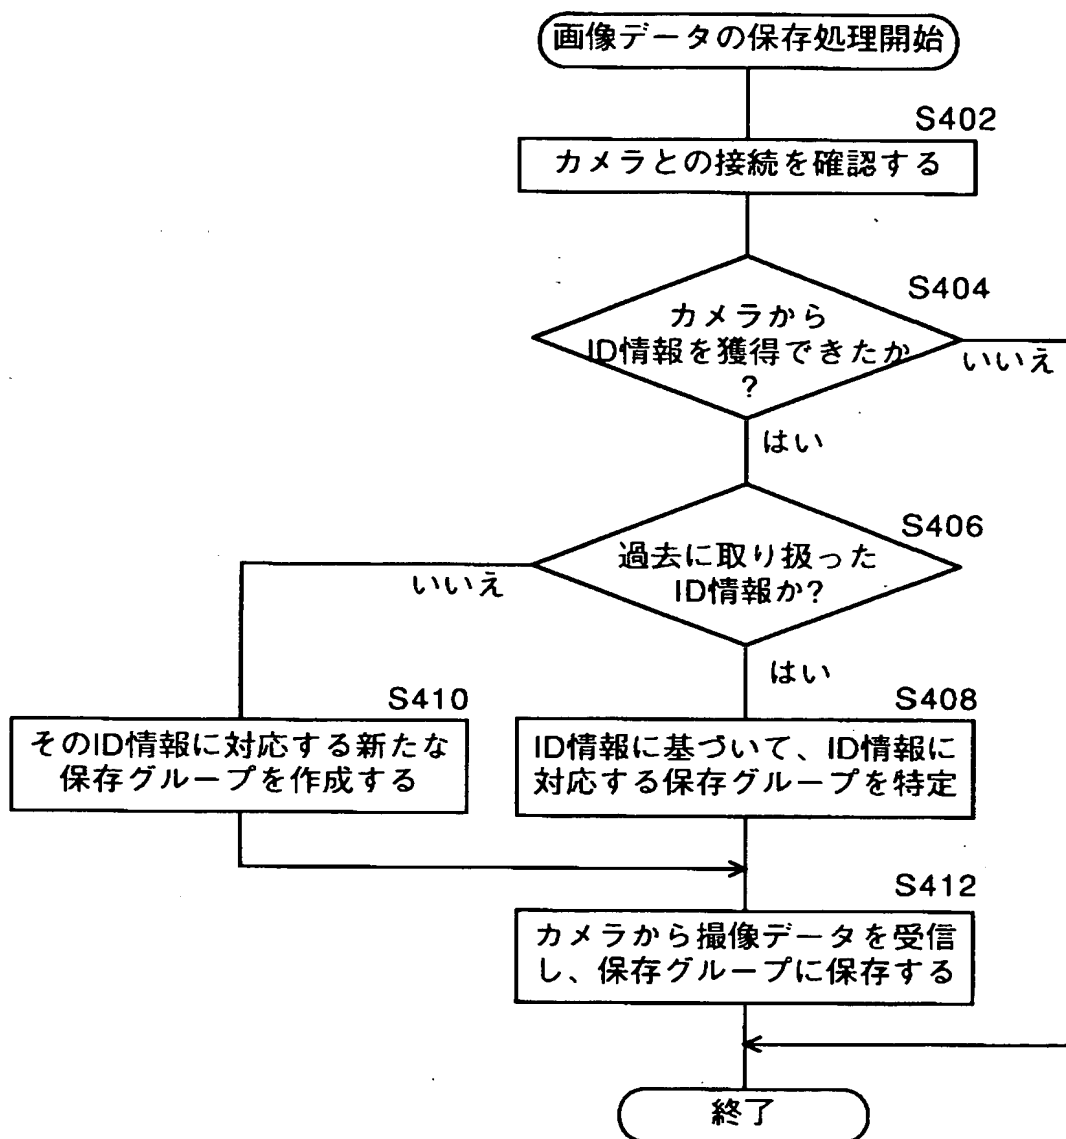 画像データの保存処理開始
S402
カメラとの接続を確認する
S404
カメラから
ID情報を獲得できたか
?
いいえ
はい
S406
過去に取り扱った
ID情報か?
いいえ
はい
S410
そのID情報に対応する新たな
保存グループを作成する
S408
ID情報に基づいて、ID情報に
対応する保存グループを特定
S412
カメラから撮像データを受信
し、保存グループに保存する
終了